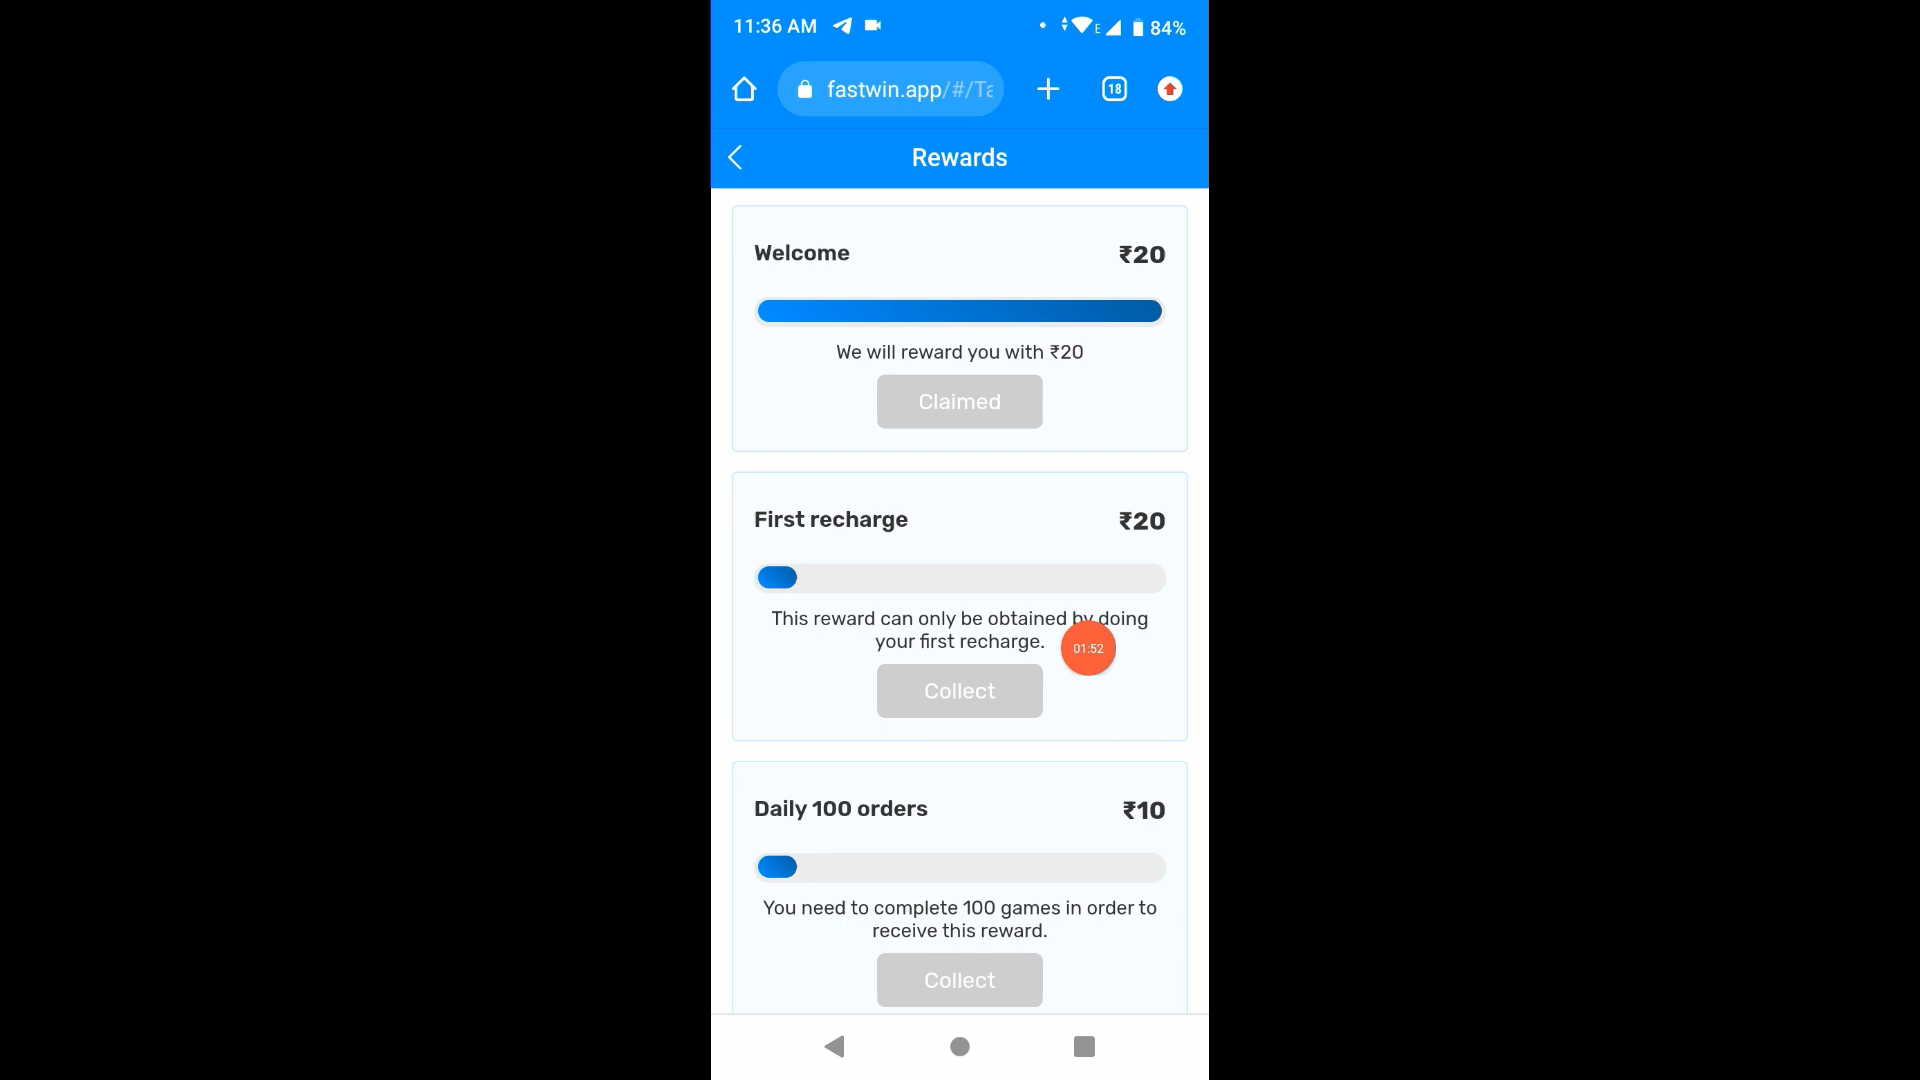 11:36 AM
E
84%
fastwin.app/#/Ta
18
Rewards
Welcome
₹20
We will reward you with ₹20
Claimed
First recharge
₹20
This reward can only be obtained by doing
your first recharge.
01:52
Collect
Daily 100 orders
₹10
You need to complete 100 games in order to
receive this reward.
Collect